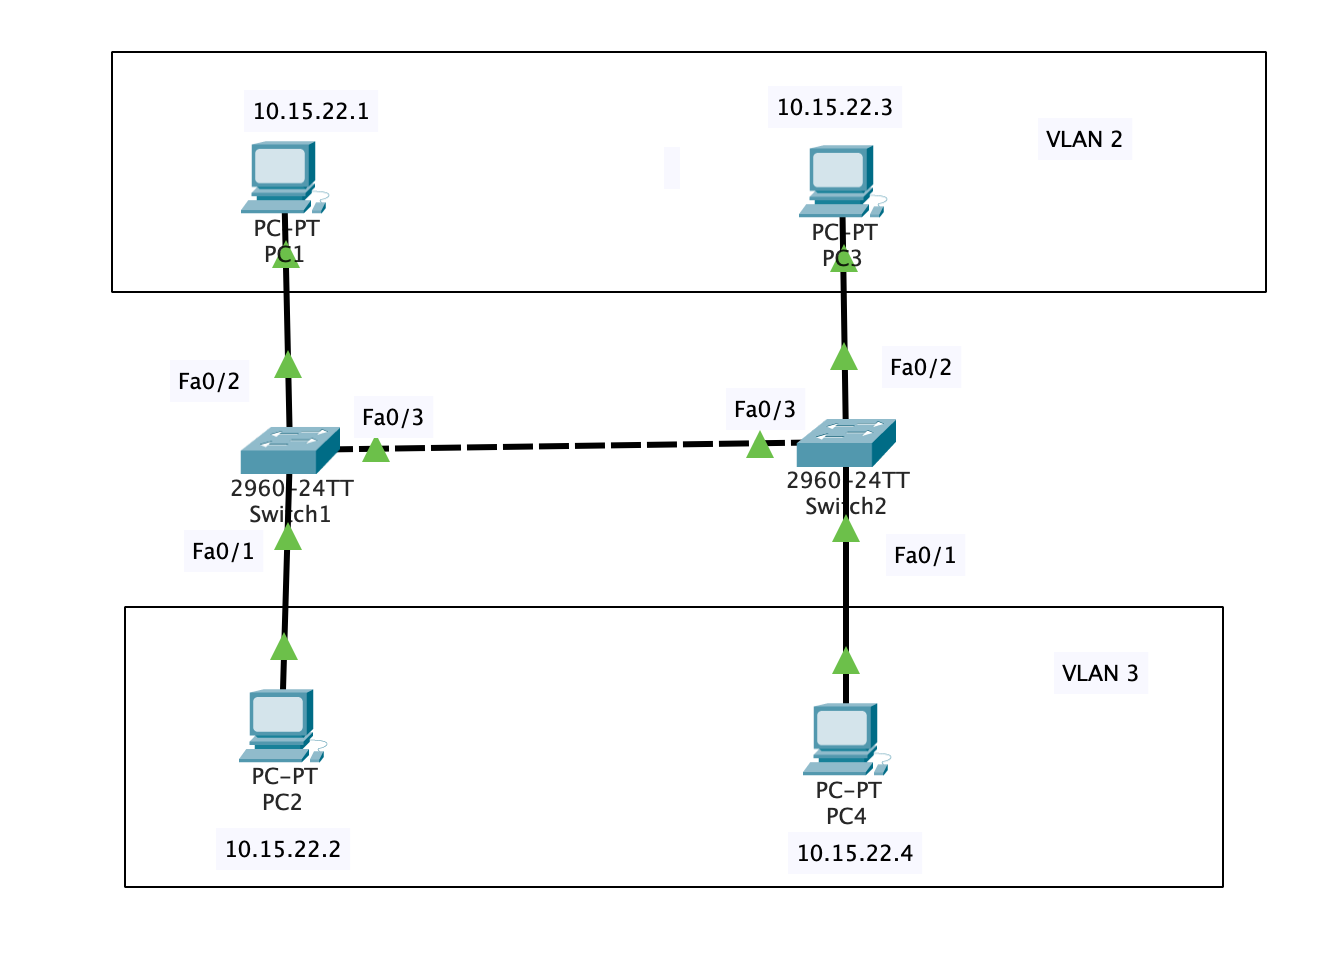 10.15.22.1
10.15.22.3
VLAN 2
PC-PT
PC1
PC-PT
PC3
Fa0/2
Fa0/2
Fa0/3
Fa0/3
2960-24TT
Switch1
2960-24TT
Switch2
Fa0/1
Fa0/1
VLAN 3
PC-PT
PC2
PC-PT
PC4
10.15.22.2
10.15.22.4